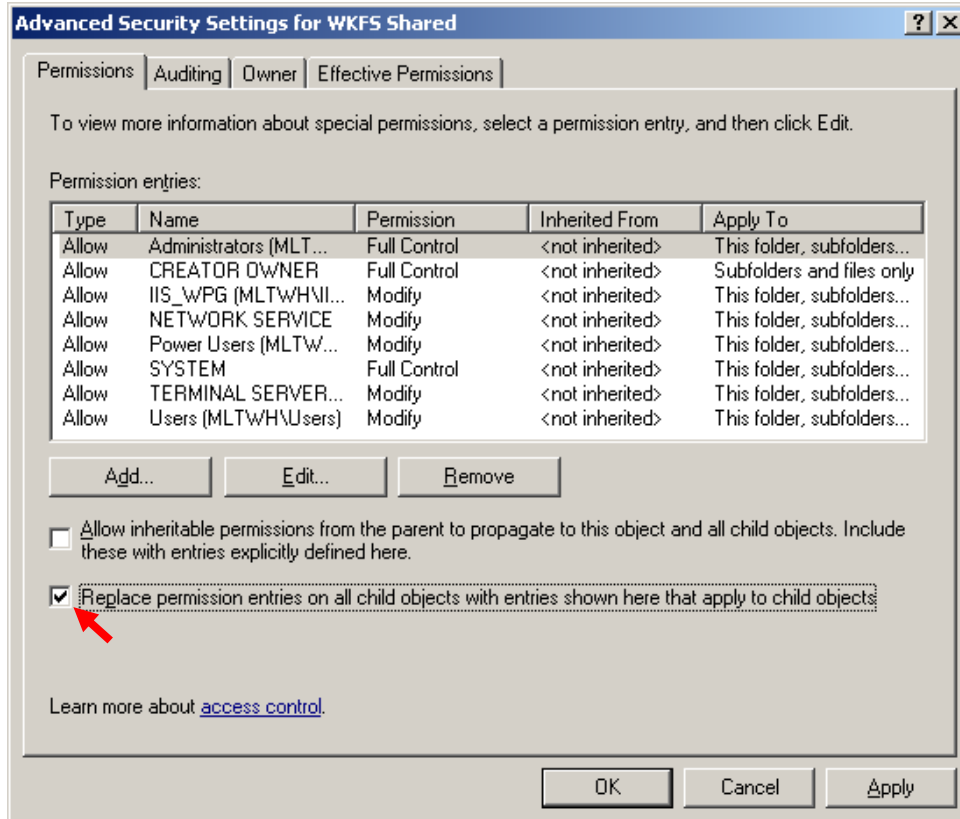 Advanced Security Settings for WKFS Shared
Permissions Auditing Owner Effective Permissions
To view more information about special permissions, select a permission entry, and then click Edit.
Permission entries:
Type Name Permission Inherited From Apply To
Allow Administrators (MLT... Full Control <not inherited> This folder, subfolders...
Allow CREATOR OWNER Full Control <not inherited> Subfolders and files only
Allow IIS_WPG (MLTWH\II... Modify <not inherited> This folder, subfolders...
Allow NETWORK SERVICE Modify <not inherited> This folder, subfolders...
Allow Power Users (MLTW... Modify <not inherited> This folder, subfolders...
Allow SYSTEM Full Control <not inherited> This folder, subfolders...
Allow TERMINAL SERVER... Modify <not inherited> This folder, subfolders...
Allow Users (MLTWH\Users) Modify <not inherited> This folder, subfolders...
Add... Edit... Remove
Allow inheritable permissions from the parent to propagate to this object and all child objects. Include
these with entries explicitly defined here.
Replace permission entries on all child objects with entries shown here that apply to child objects
Learn more about access control.
OK Cancel Apply